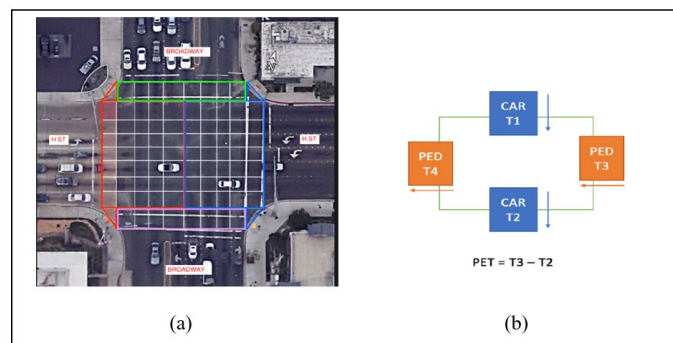 BROADWAY
H ST
H ST
BROADWAY
CAR
T1
PED
T4
PED
T3
CAR
T2
PET = T3 – T2
(a)
(b)